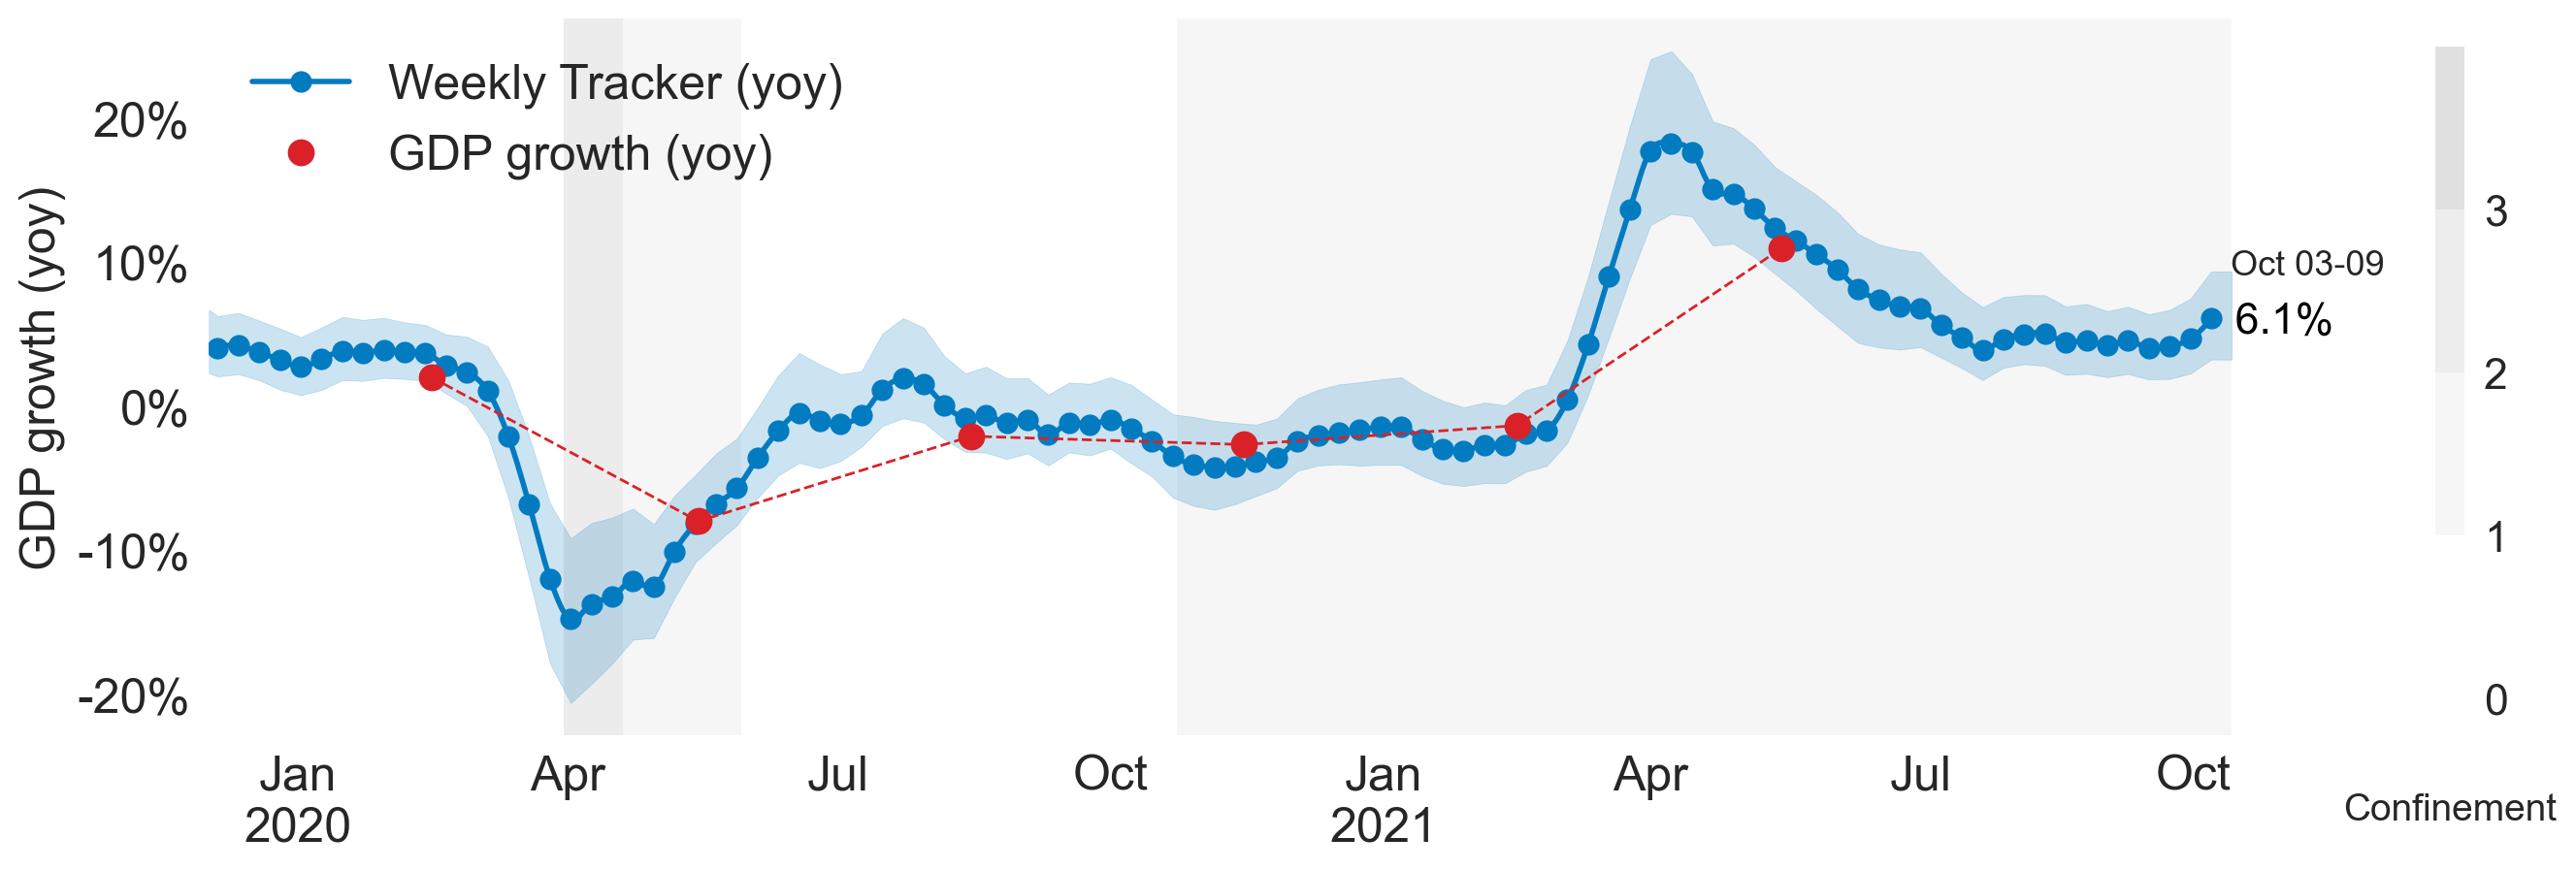 Weekly Tracker (yoy)
GDP growth (yoy)
GDP growth (yoy)
20%
10%
0%
-10%
-20%
Oct 03-09
6.1%
3
2
1
0
Jan Apr Jul Oct Jan Apr Jul Oct
2020 2021
Confinement